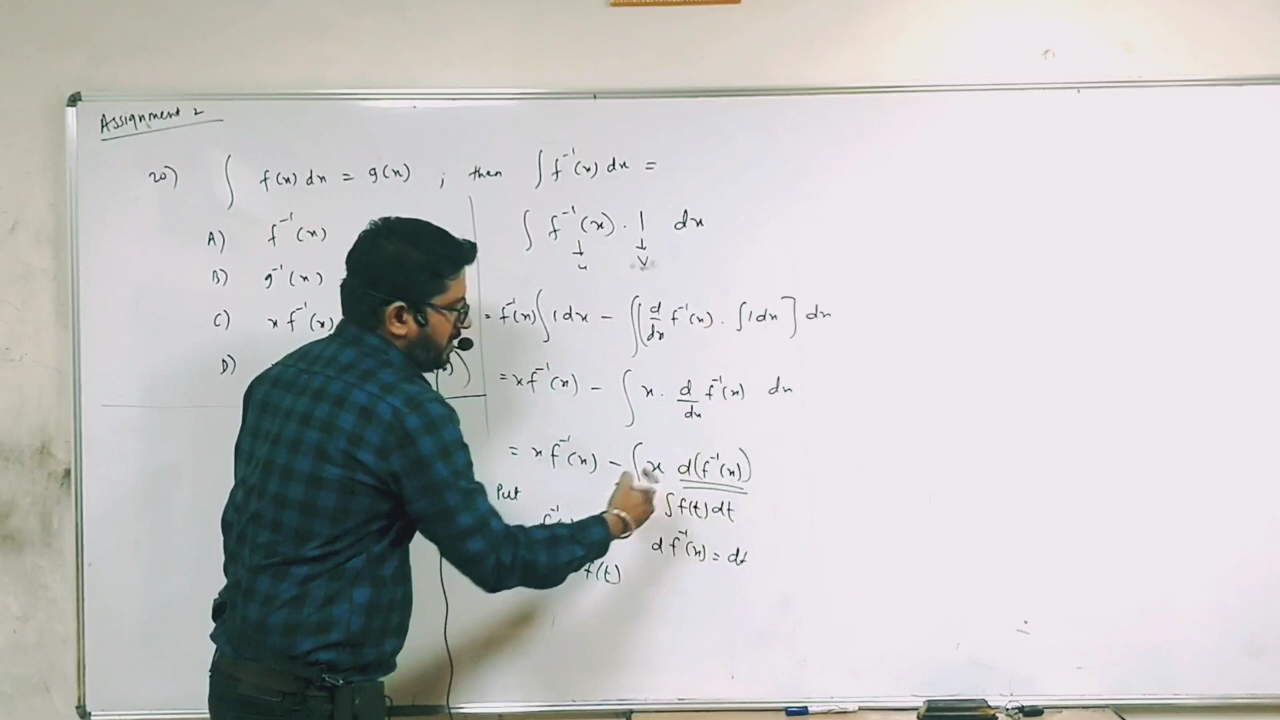 Assignment 2
20) ∫ f(x) dx = g(x) ; then ∫ f⁻¹(x) dx =
A) f⁻¹(x)
B) g⁻¹(x)
C) x f⁻¹(x)
D) )
∫ f⁻¹(x) . 1 dx
↓ ↓
u v
= f⁻¹(x) ∫ 1 dx − ∫ [ d/dx f⁻¹(x) . ∫ 1 dx ] dx
= x f⁻¹(x) − ∫ x . d/dx f⁻¹(x) dx
= x f⁻¹(x) − ∫ x d(f⁻¹(x))
Put ∫ f(t) dt
f⁻¹ d f⁻¹(x) = dt
f(t)